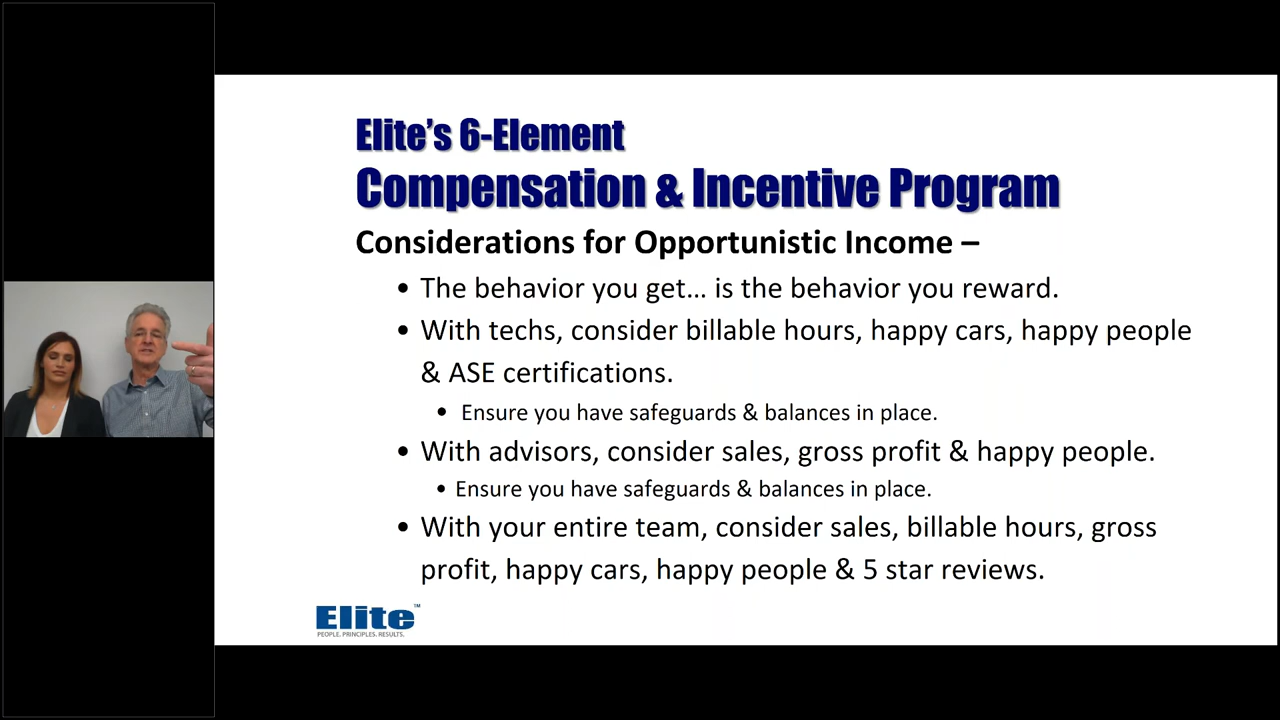 Elite's 6-Element
Compensation & Incentive Program
Considerations for Opportunistic Income –
• The behavior you get... is the behavior you reward.
• With techs, consider billable hours, happy cars, happy people
& ASE certifications.
• Ensure you have safeguards & balances in place.
• With advisors, consider sales, gross profit & happy people.
• Ensure you have safeguards & balances in place.
• With your entire team, consider sales, billable hours, gross
profit, happy cars, happy people & 5 star reviews.
Elite™
PEOPLE. PRINCIPLES. RESULTS.